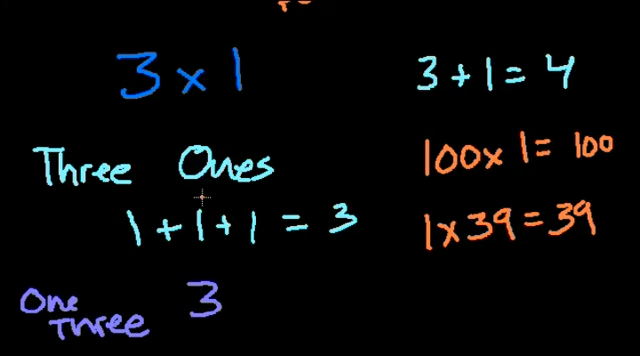 3 x 1
Three Ones
1 + 1 + 1 = 3
One Three 3
3 + 1 = 4
100 x 1 = 100
1 x 39 = 39